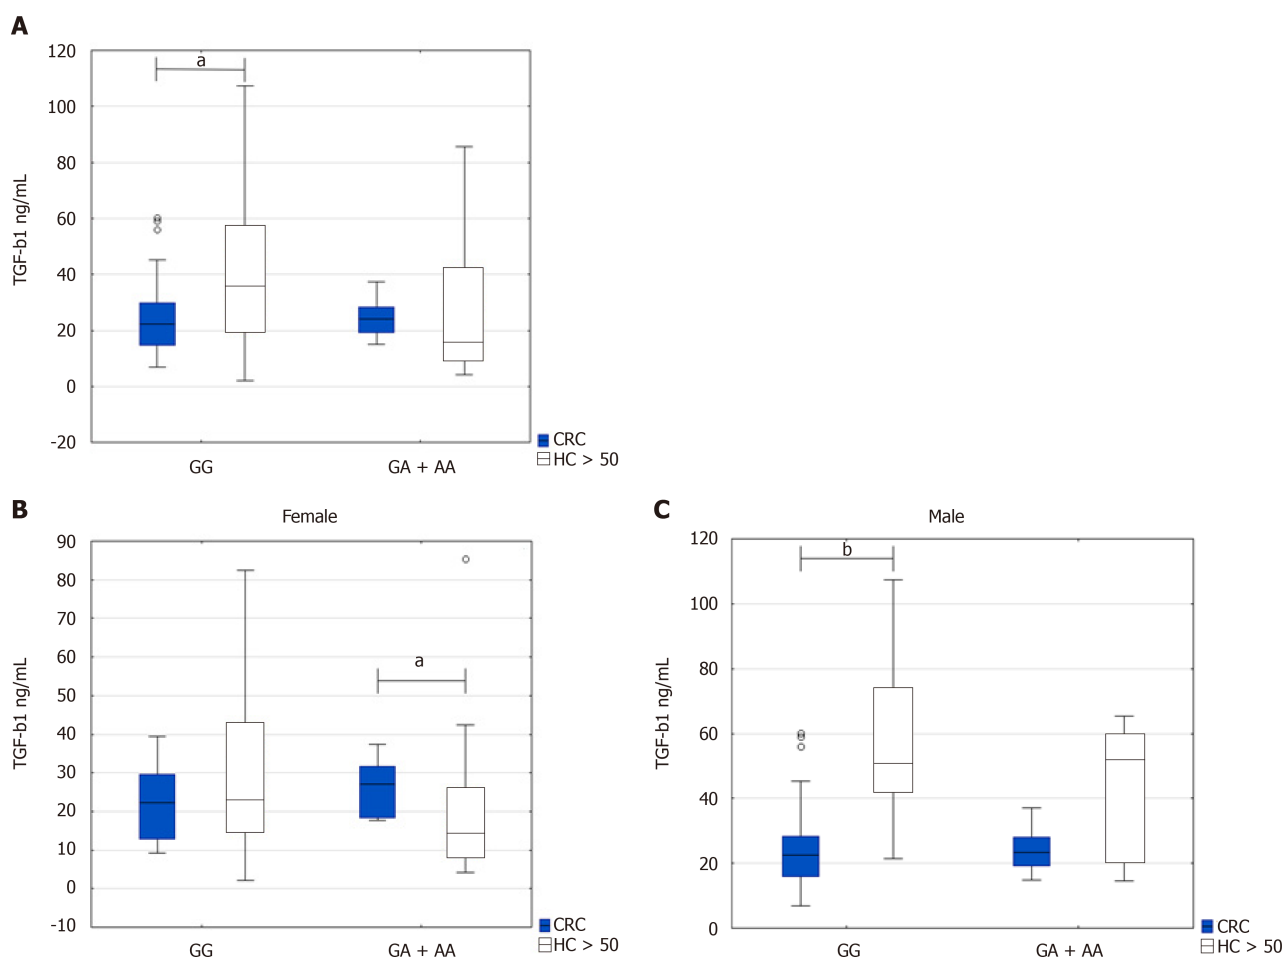 A
120
100
80
60
40
20
0
-20
TGF-b1 ng/mL
a
GG
GA + AA
CRC
HC > 50
B
Female
90
80
70
60
50
40
30
20
10
0
-10
TGF-b1 ng/mL
a
GG
GA + AA
CRC
HC > 50
C
Male
120
100
80
60
40
20
0
TGF-b1 ng/mL
b
GG
GA + AA
CRC
HC > 50